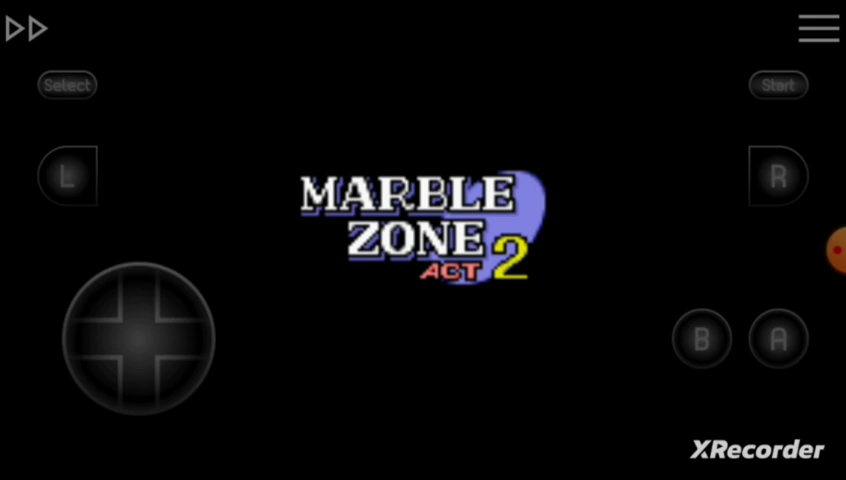 Select
Start
L
R
MARBLE
ZONE
ACT 2
B
A
XRecorder